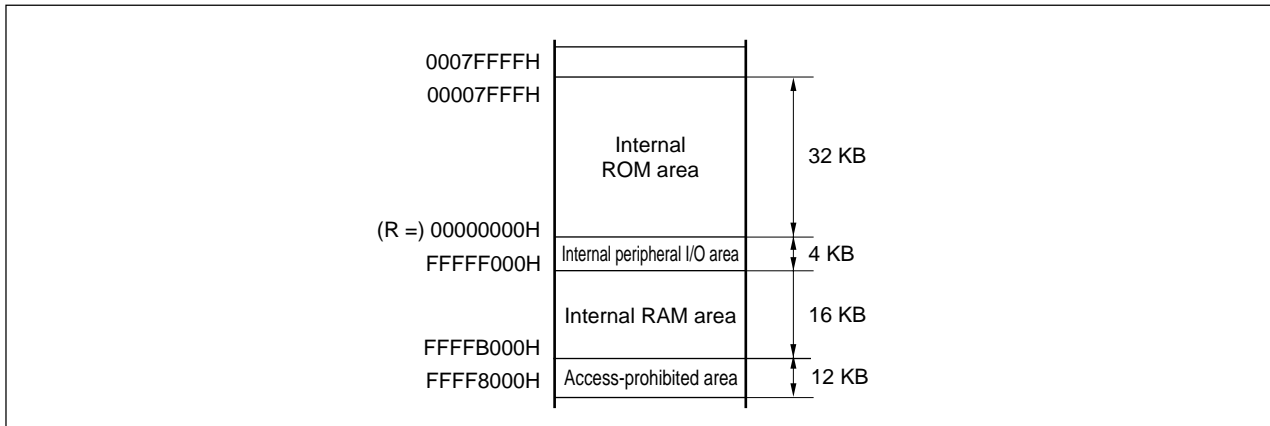 0007FFFFH
00007FFFH
Internal
ROM area
32 KB
(R =) 00000000H
Internal peripheral I/O area
4 KB
FFFFF000H
Internal RAM area
16 KB
FFFFB000H
FFFF8000H
Access-prohibited area
12 KB